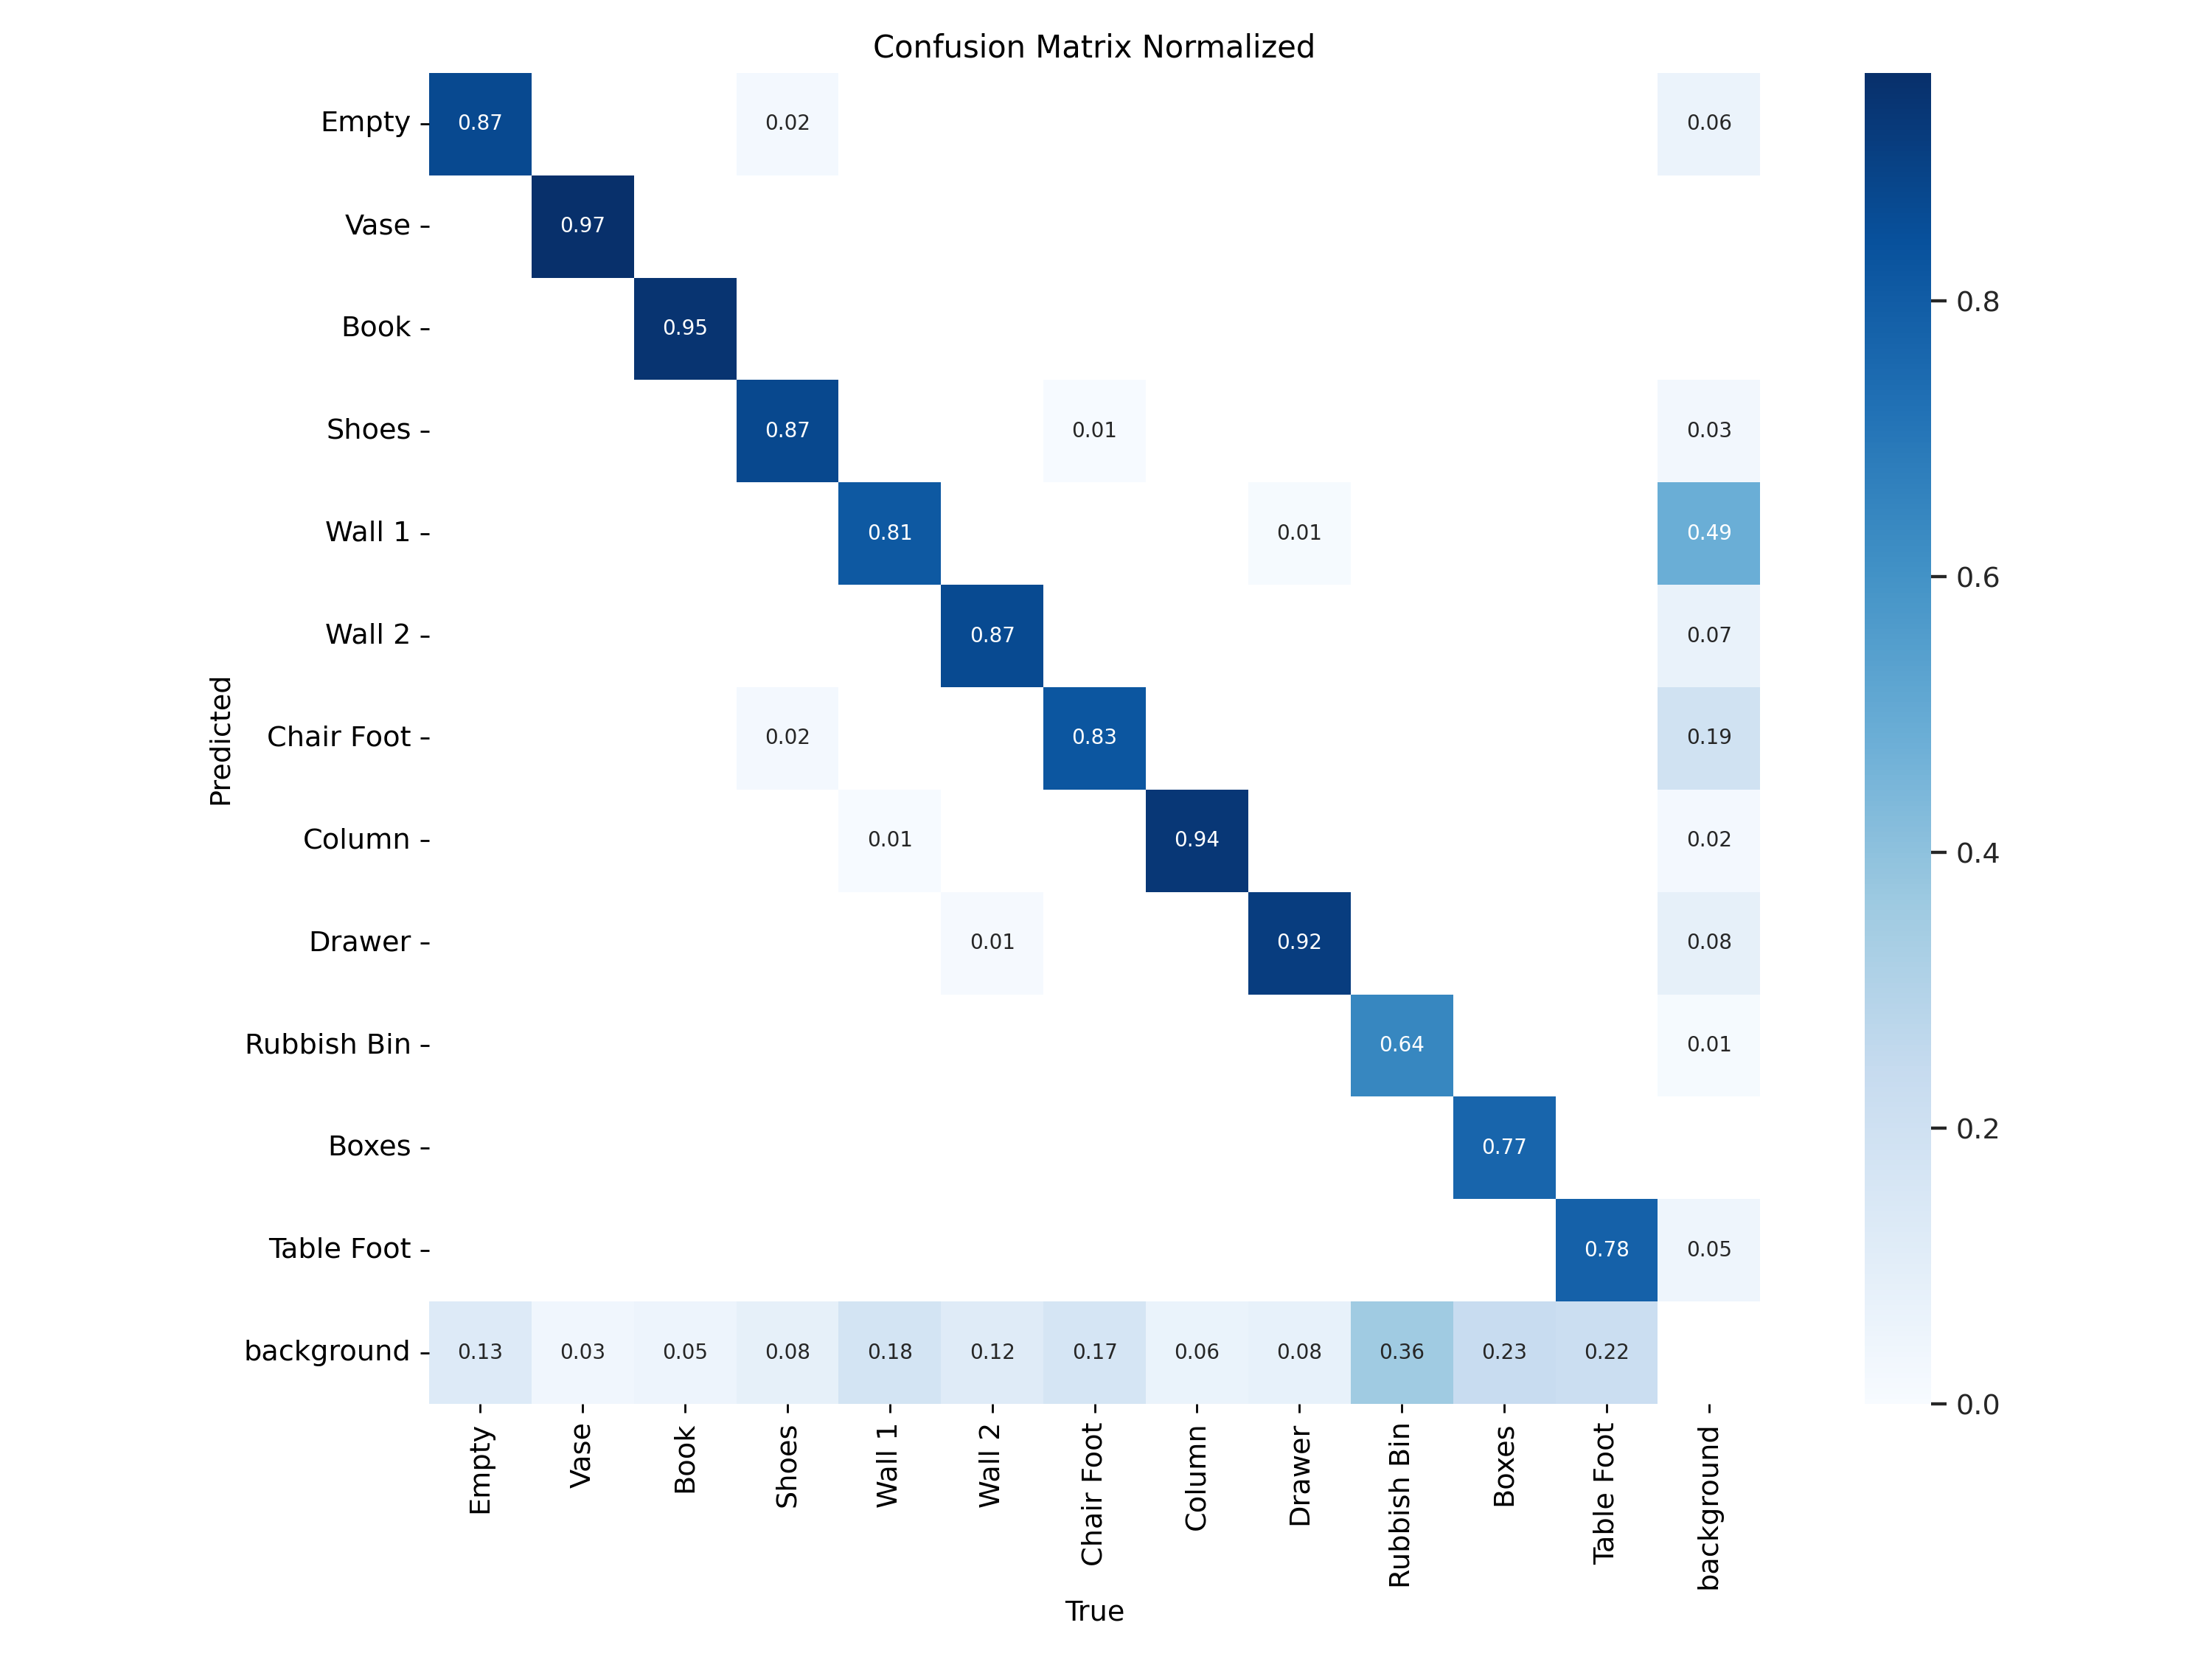 Confusion Matrix Normalized
Empty 0.87 0.02 0.06
Vase 0.97
Book 0.95
Shoes 0.87 0.01 0.03
Wall 1 0.81 0.01 0.49
Wall 2 0.87 0.07
Chair Foot 0.02 0.83 0.19
Column 0.01 0.94 0.02
Drawer 0.01 0.92 0.08
Rubbish Bin 0.64 0.01
Boxes 0.77
Table Foot 0.78 0.05
background 0.13 0.03 0.05 0.08 0.18 0.12 0.17 0.06 0.08 0.36 0.23 0.22
Empty Vase Book Shoes Wall 1 Wall 2 Chair Foot Column Drawer Rubbish Bin Boxes Table Foot background
True
Predicted
0.8
0.6
0.4
0.2
0.0